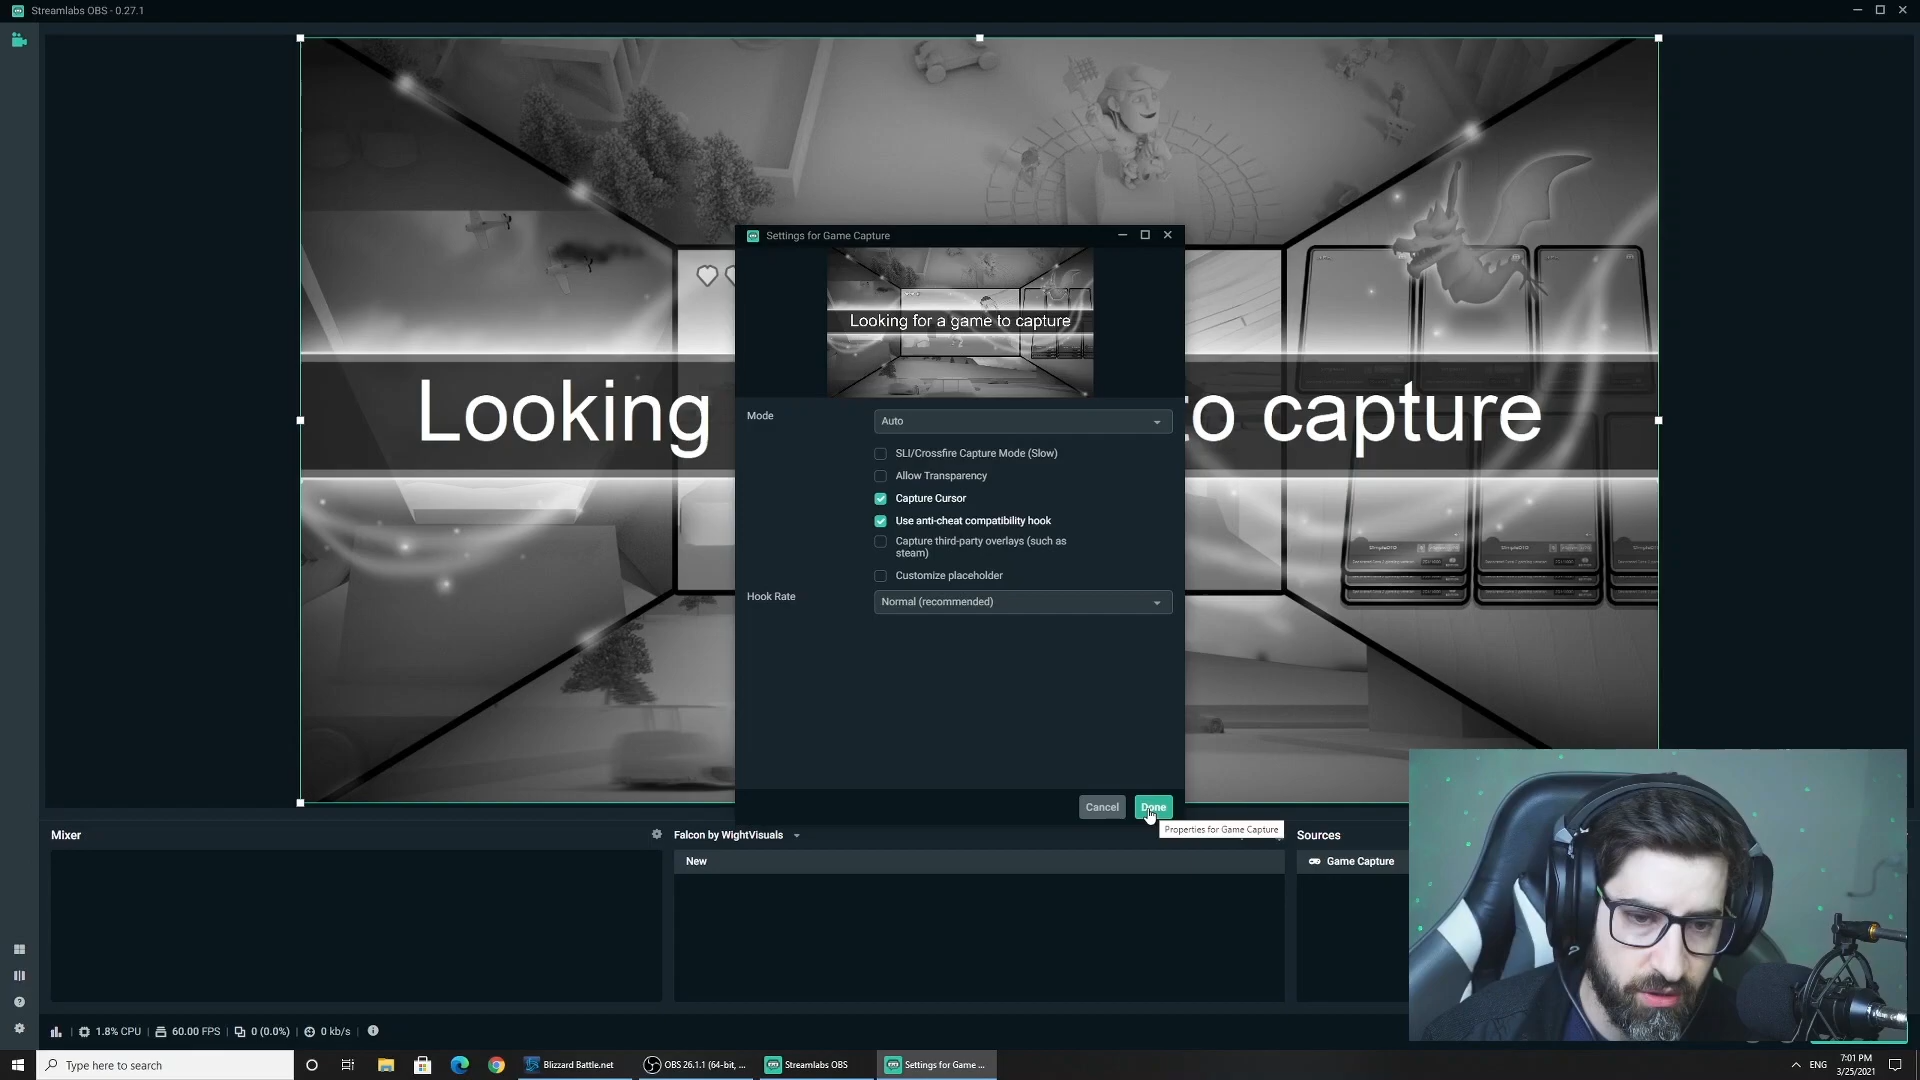 Streamlabs OBS - 0.27.1
Settings for Game Capture
Looking for a game to capture
Looking
to capture
Mode
Auto
SLI/Crossfire Capture Mode (Slow)
Allow Transparency
Capture Cursor
Use anti-cheat compatibility hook
Capture third-party overlays (such as
steam)
Customize placeholder
Hook Rate
Normal (recommended)
Cancel
Done
Properties for Game Capture
Mixer
Falcon by WightVisuals
Sources
New
Game Capture
1.8% CPU
60.00 FPS
0 (0.0%)
0 kb/s
Type here to search
Blizzard Battle.net
OBS 26.1.1 (64-bit, ...
Streamlabs OBS
Settings for Game ...
ENG
7:01 PM
3/25/2021